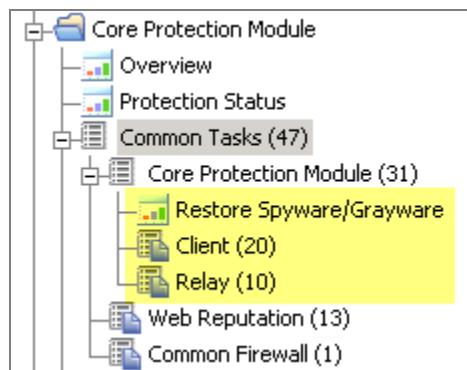 Core Protection Module
Overview
Protection Status
Common Tasks (47)
Core Protection Module (31)
Restore Spyware/Grayware
Client (20)
Relay (10)
Web Reputation (13)
Common Firewall (1)